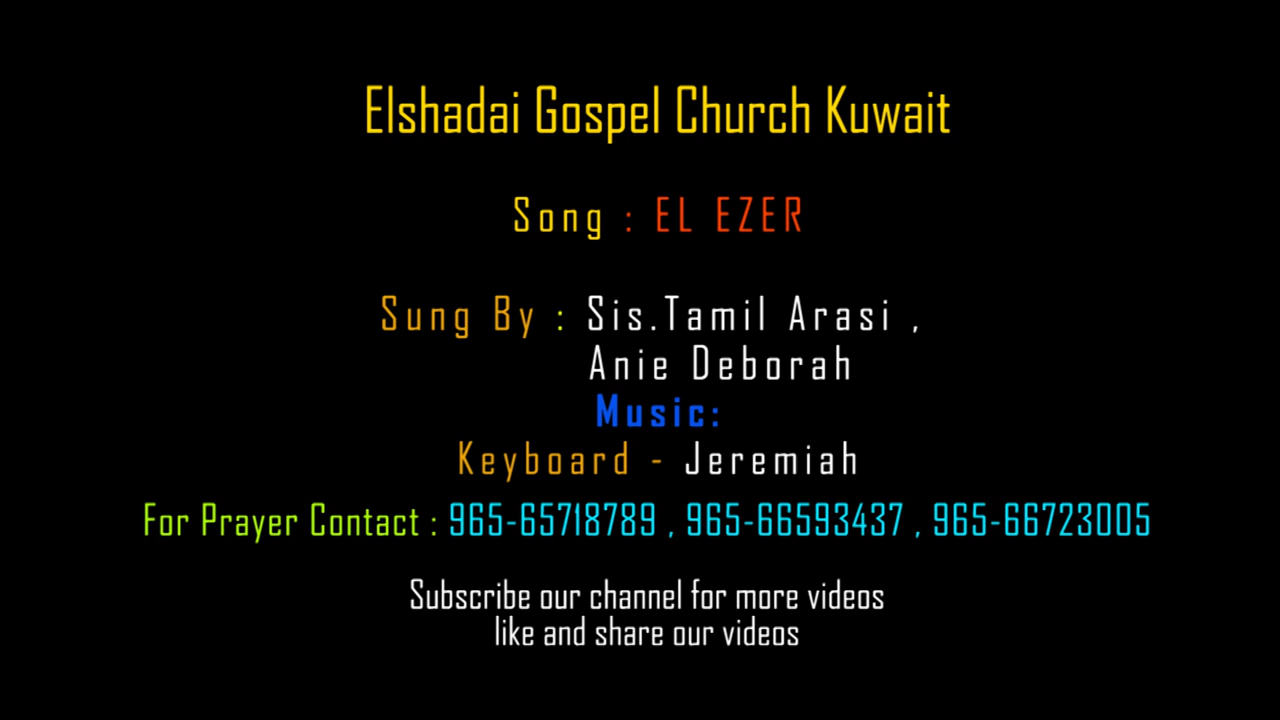 Elshadai Gospel Church Kuwait
Song : EL EZER
Sung By : Sis.Tamil Arasi ,
Anie Deborah
Music:
Keyboard - Jeremiah
For Prayer Contact : 965-65718789 , 965-66593437 , 965-66723005
Subscribe our channel for more videos
like and share our videos